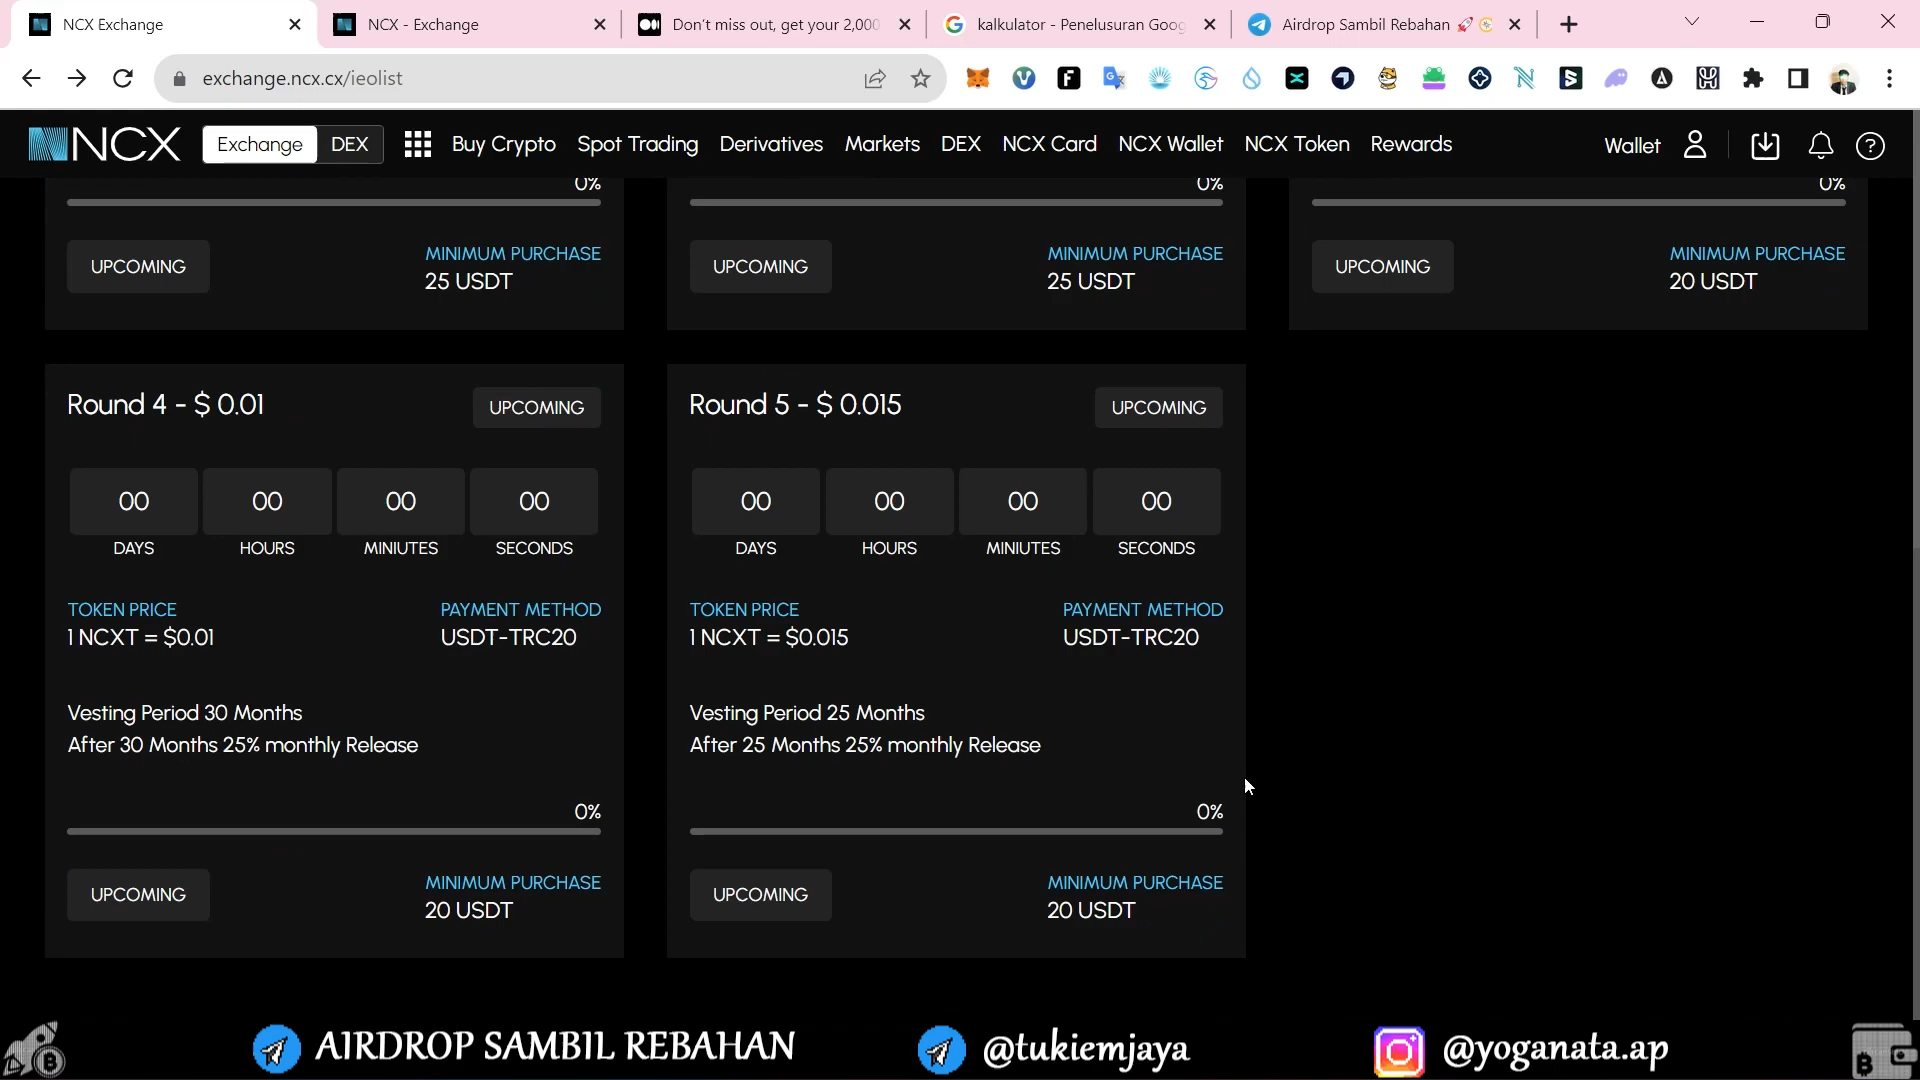 NCX Exchange
NCX - Exchange
Don't miss out, get your 2,000
kalkulator - Penelusuran Goog
Airdrop Sambil Rebahan 🚀
exchange.ncx.cx/ieolist
NCX Exchange DEX Buy Crypto Spot Trading Derivatives Markets DEX NCX Card NCX Wallet NCX Token Rewards Wallet
0% 0% 0%
UPCOMING
MINIMUM PURCHASE
25 USDT
UPCOMING
MINIMUM PURCHASE
25 USDT
UPCOMING
MINIMUM PURCHASE
20 USDT
Round 4 - $ 0.01 UPCOMING
00 00 00 00
DAYS HOURS MINIUTES SECONDS
TOKEN PRICE PAYMENT METHOD
1 NCXT = $0.01 USDT-TRC20
Vesting Period 30 Months
After 30 Months 25% monthly Release
0%
UPCOMING
MINIMUM PURCHASE
20 USDT
Round 5 - $ 0.015 UPCOMING
00 00 00 00
DAYS HOURS MINIUTES SECONDS
TOKEN PRICE PAYMENT METHOD
1 NCXT = $0.015 USDT-TRC20
Vesting Period 25 Months
After 25 Months 25% monthly Release
0%
UPCOMING
MINIMUM PURCHASE
20 USDT
AIRDROP SAMBIL REBAHAN @tukiemjaya @yoganata.ap